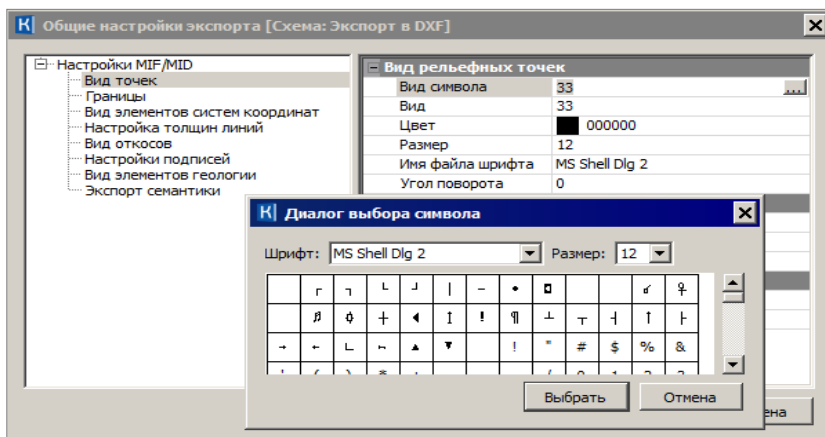 Общие настройки экспорта [Схема: Экспорт в DXF]
Настройки MIF/MID
Вид точек
Границы
Вид элементов систем координат
Настройка толщин линий
Вид откосов
Настройки подписей
Вид элементов геологии
Экспорт семантики
Вид рельефных точек
Вид символа 33 ...
Вид 33
Цвет 000000
Размер 12
Имя файла шрифта MS Shell Dlg 2
Угол поворота 0
Диалог выбора символа
Шрифт: MS Shell Dlg 2 Размер: 12
! " # $ % &
Выбрать Отмена